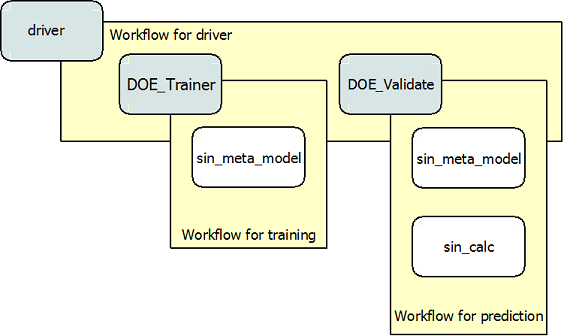 driver
Workflow for driver
DOE_Trainer
DOE_Validate
sin_meta_model
sin_meta_model
Workflow for training
sin_calc
Workflow for prediction